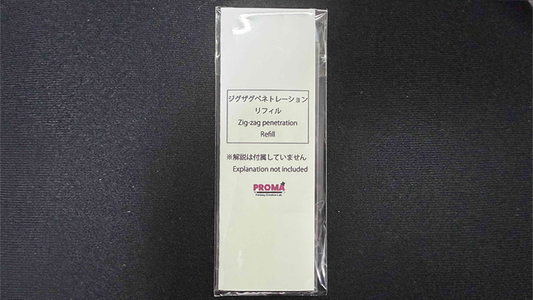 ジグザグペネトレーション
リフィル
Zig-zag penetration
Refill
※解説は付属していません
Explanation not included
PROMA